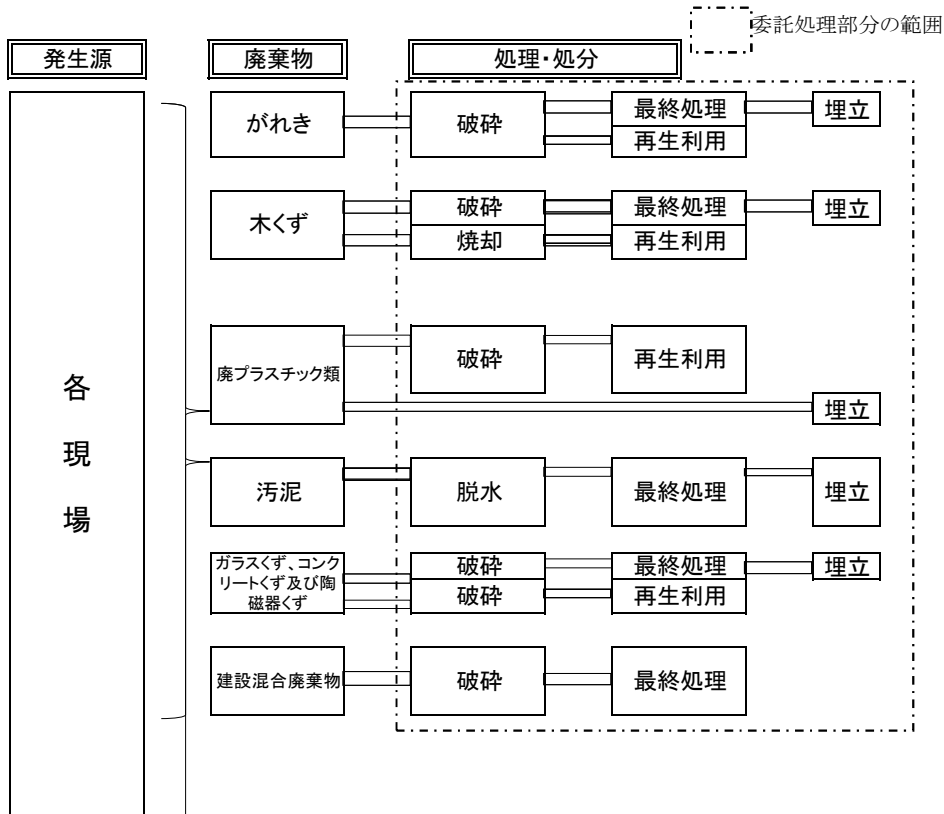 委託処理部分の範囲
発生源
廃棄物
処理・処分
各
現
場
がれき
破砕
最終処理
埋立
再生利用
木くず
破砕
最終処理
埋立
焼却
再生利用
廃プラスチック類
破砕
再生利用
埋立
汚泥
脱水
最終処理
埋立
ガラスくず、コンク
リートくず及び陶
磁器くず
破砕
最終処理
埋立
破砕
再生利用
建設混合廃棄物
破砕
最終処理